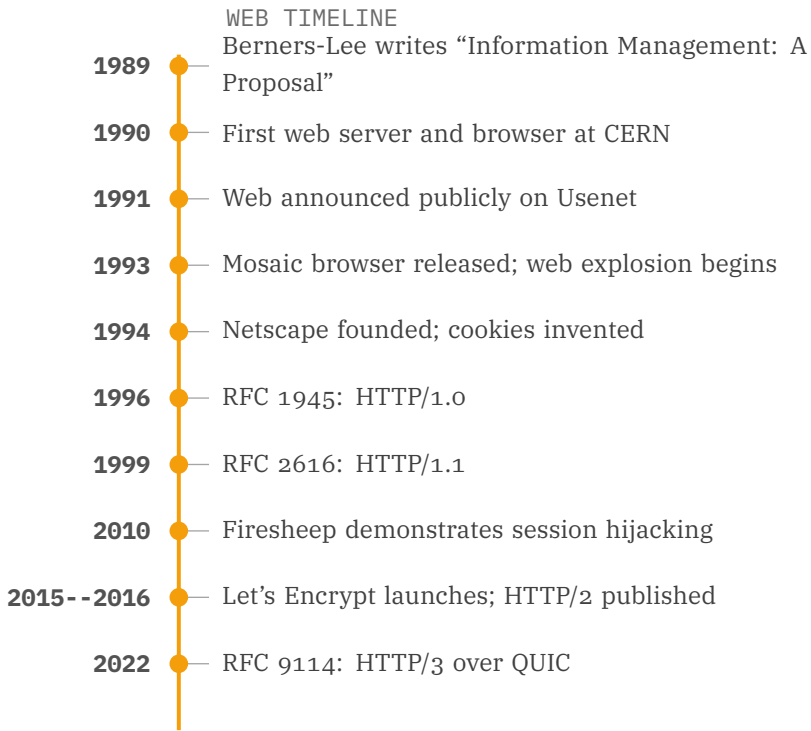 WEB TIMELINE
1989 Berners-Lee writes “Information Management: A
Proposal”
1990 First web server and browser at CERN
1991 Web announced publicly on Usenet
1993 Mosaic browser released; web explosion begins
1994 Netscape founded; cookies invented
1996 RFC 1945: HTTP/1.0
1999 RFC 2616: HTTP/1.1
2010 Firesheep demonstrates session hijacking
2015--2016 Let’s Encrypt launches; HTTP/2 published
2022 RFC 9114: HTTP/3 over QUIC